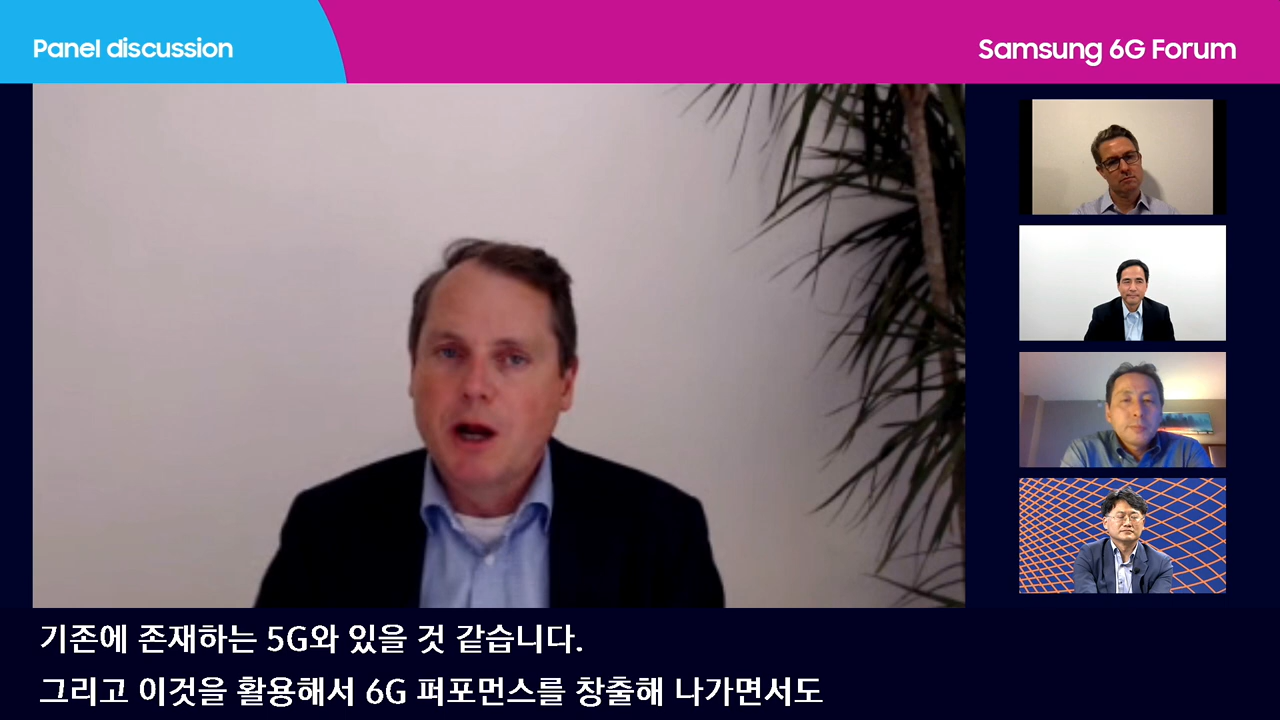 Panel discussion
Samsung 6G Forum
기존에 존재하는 5G와 있을 것 같습니다.
그리고 이것을 활용해서 6G 퍼포먼스를 창출해 나가면서도